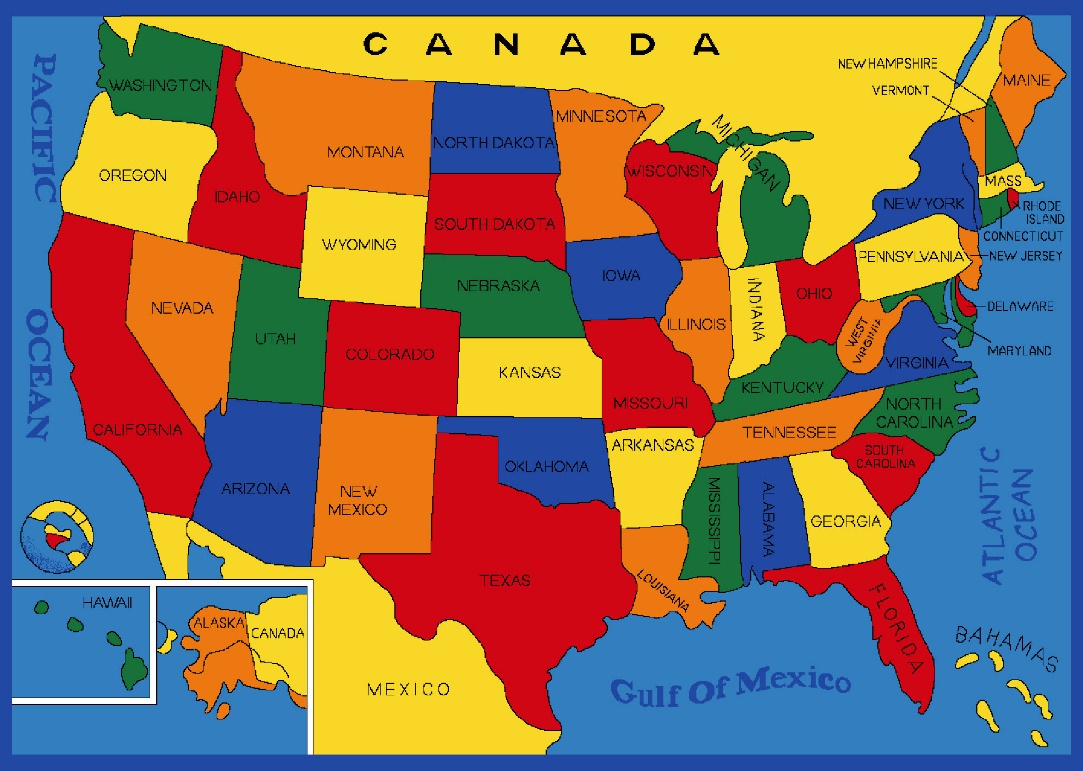 CANADA
PACIFIC
OCEAN
WASHINGTON
OREGON
IDAHO
MONTANA
NORTH DAKOTA
MINNESOTA
MICHIGAN
WISCONSIN
NEW HAMPSHIRE
VERMONT
MAINE
MASS
RHODE
ISLAND
CONNECTICUT
NEW JERSEY
NEW YORK
PENNSYLVANIA
DELAWARE
MARYLAND
SOUTH DAKOTA
WYOMING
NEBRASKA
IOWA
ILLINOIS
INDIANA
OHIO
WEST
VIRGINIA
VIRGINIA
NEVADA
UTAH
COLORADO
KANSAS
MISSOURI
KENTUCKY
NORTH
CAROLINA
TENNESSEE
SOUTH
CAROLINA
CALIFORNIA
ARIZONA
NEW
MEXICO
OKLAHOMA
ARKANSAS
MISSISSIPPI
ALABAMA
GEORGIA
TEXAS
LOUISIANA
FLORIDA
ATLANTIC
OCEAN
HAWAII
ALASKA
CANADA
MEXICO
Gulf Of Mexico
BAHAMAS